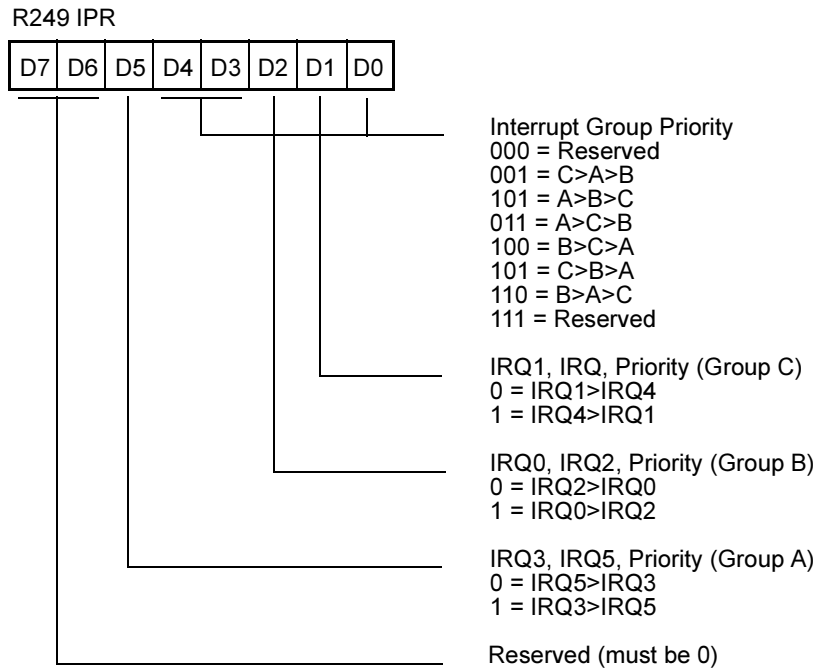 R249 IPR
D7 D6 D5 D4 D3 D2 D1 D0
Interrupt Group Priority
000 = Reserved
001 = C>A>B
101 = A>B>C
011 = A>C>B
100 = B>C>A
101 = C>B>A
110 = B>A>C
111 = Reserved
IRQ1, IRQ, Priority (Group C)
0 = IRQ1>IRQ4
1 = IRQ4>IRQ1
IRQ0, IRQ2, Priority (Group B)
0 = IRQ2>IRQ0
1 = IRQ0>IRQ2
IRQ3, IRQ5, Priority (Group A)
0 = IRQ5>IRQ3
1 = IRQ3>IRQ5
Reserved (must be 0)